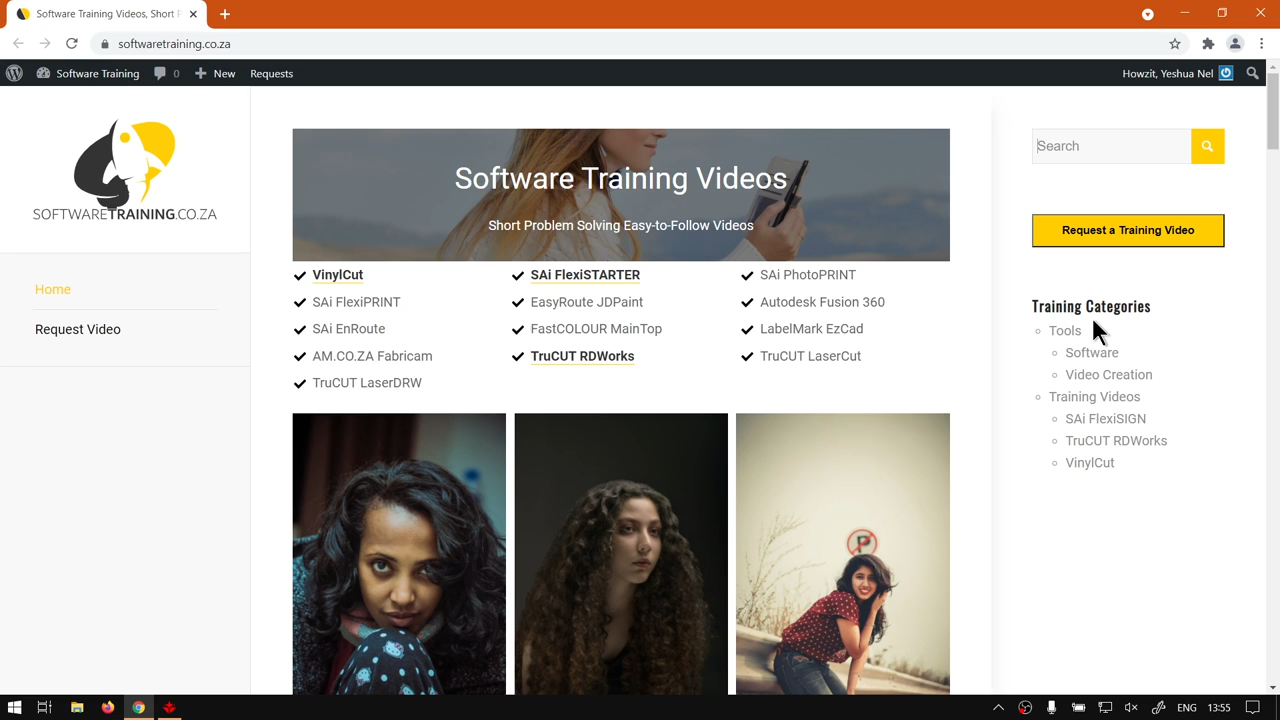 Software Training Videos, Short P
softwaretraining.co.za
Software Training
0
New
Requests
Howzit, Yeshua Nel
SOFTWARETRAINING.CO.ZA
Home
Request Video
Software Training Videos
Short Problem Solving Easy-to-Follow Videos
VinylCut
SAi FlexiSTARTER
SAi PhotoPRINT
SAi FlexiPRINT
EasyRoute JDPaint
Autodesk Fusion 360
SAi EnRoute
FastCOLOUR MainTop
LabelMark EzCad
AM.CO.ZA Fabricam
TruCUT RDWorks
TruCUT LaserCut
TruCUT LaserDRW
P
Search
Request a Training Video
Training Categories
Tools
Software
Video Creation
Training Videos
SAi FlexiSIGN
TruCUT RDWorks
VinylCut
ENG
13:55